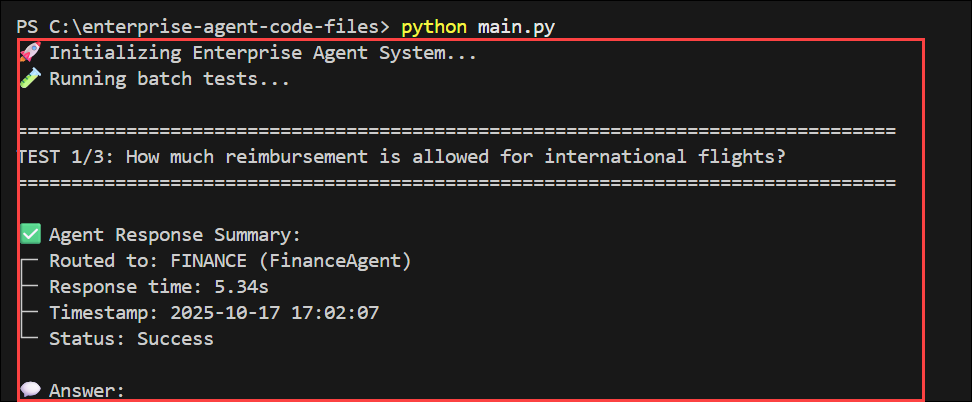 PS C:\enterprise-agent-code-files> python main.py
🚀 Initializing Enterprise Agent System...
🧪 Running batch tests...
================================================================================
TEST 1/3: How much reimbursement is allowed for international flights?
================================================================================
✅ Agent Response Summary:
┌─ Routed to: FINANCE (FinanceAgent)
├─ Response time: 5.34s
├─ Timestamp: 2025-10-17 17:02:07
└─ Status: Success
💬 Answer: